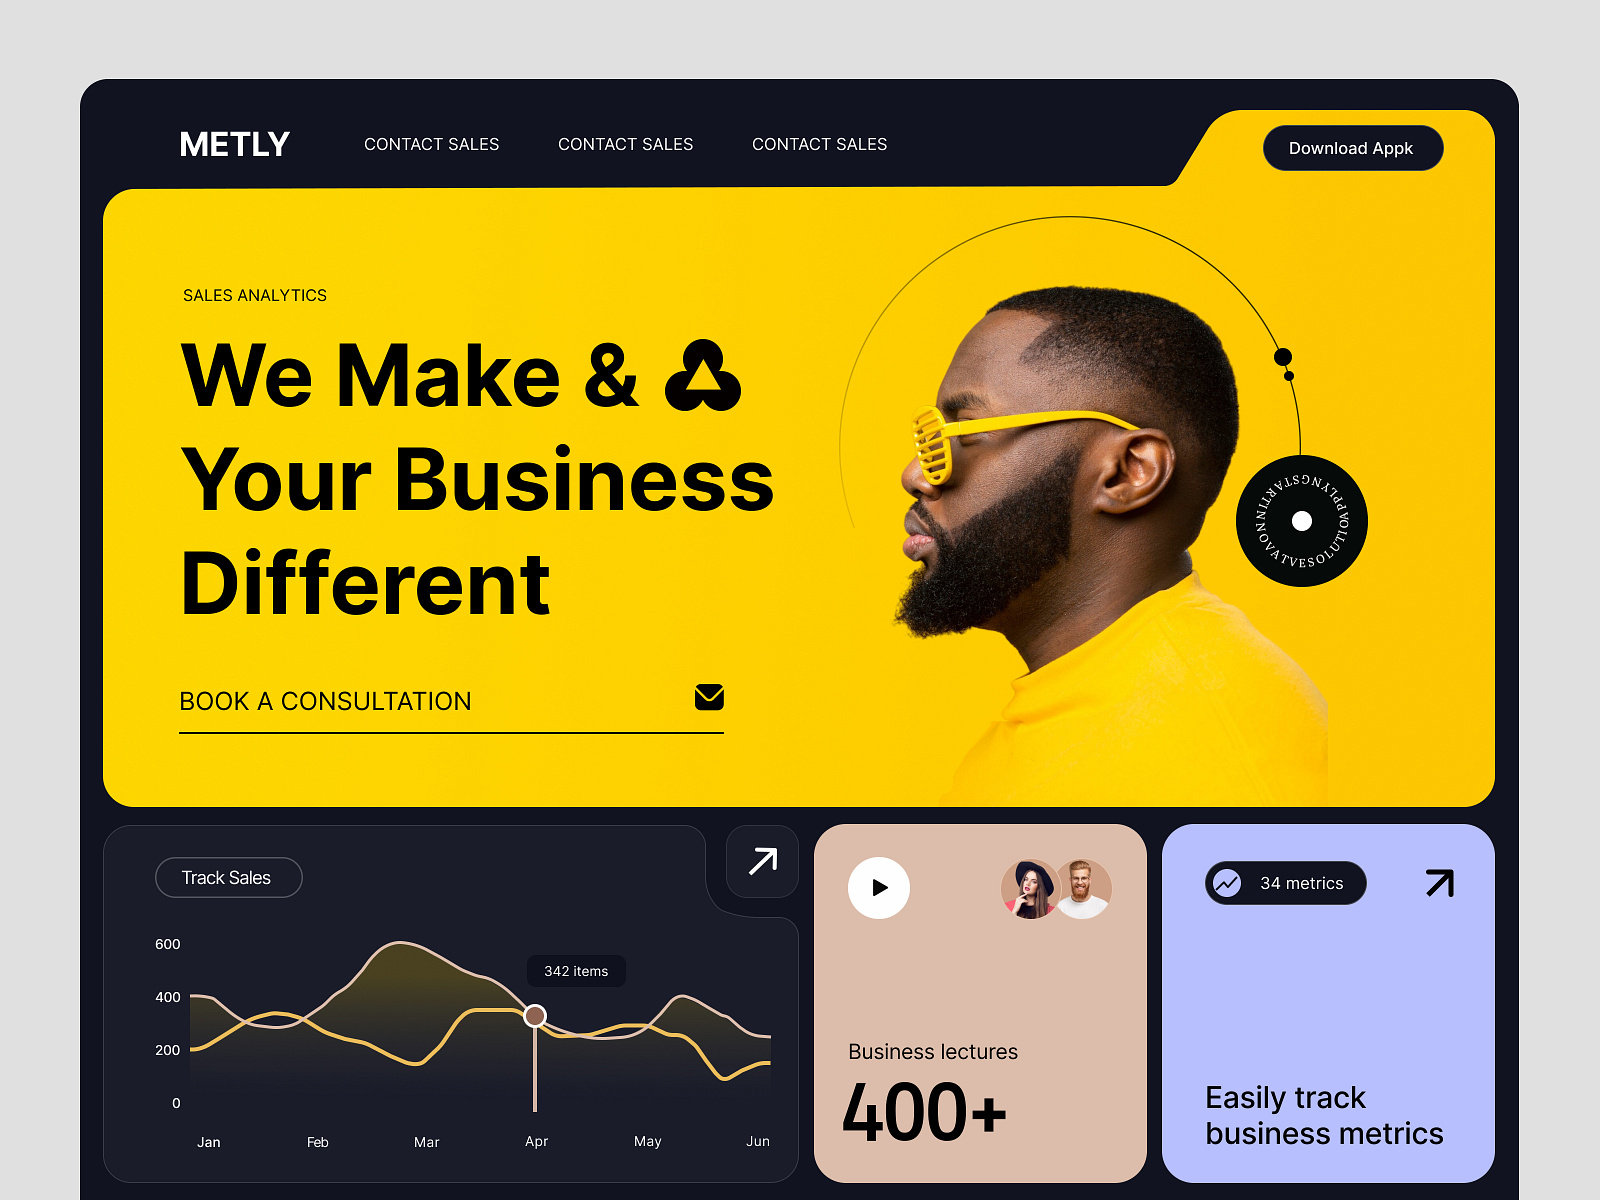 METLY
CONTACT SALES
CONTACT SALES
CONTACT SALES
Download Appk
SALES ANALYTICS
We Make &
Your Business
Different
BOOK A CONSULTATION
STARTINNOVATVESOLUTIOAPPLYNG
Track Sales
600
400
200
0
342 items
Jan
Feb
Mar
Apr
May
Jun
Business lectures
400+
34 metrics
Easily track
business metrics